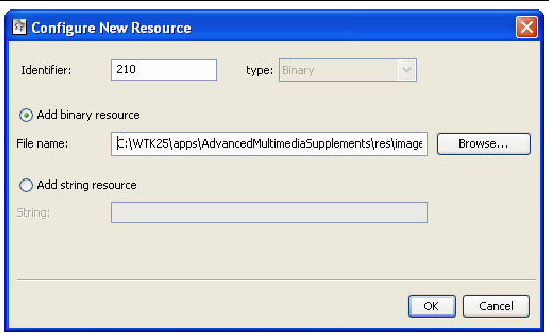 Configure New Resource
Identifier: 210 type: Binary
Add binary resource
File name: C:\WTK25\apps\AdvancedMultimediaSupplements\res\image Browse...
Add string resource
String:
OK Cancel